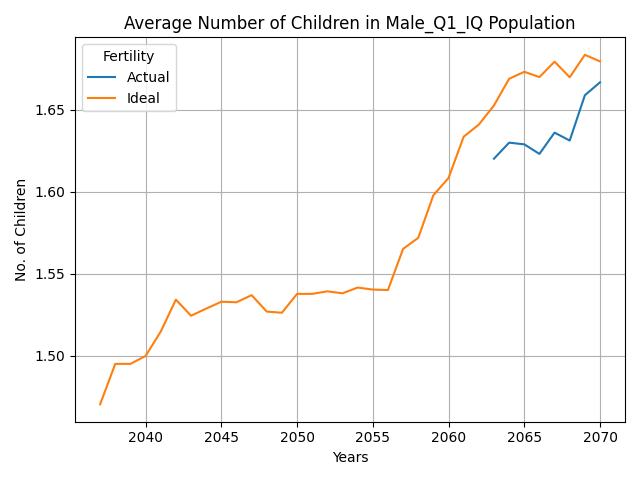 Average Number of Children in Male_Q1_IQ Population
Fertility
Actual
Ideal
No. of Children
1.65
1.60
1.55
1.50
2040 2045 2050 2055 2060 2065 2070
Years